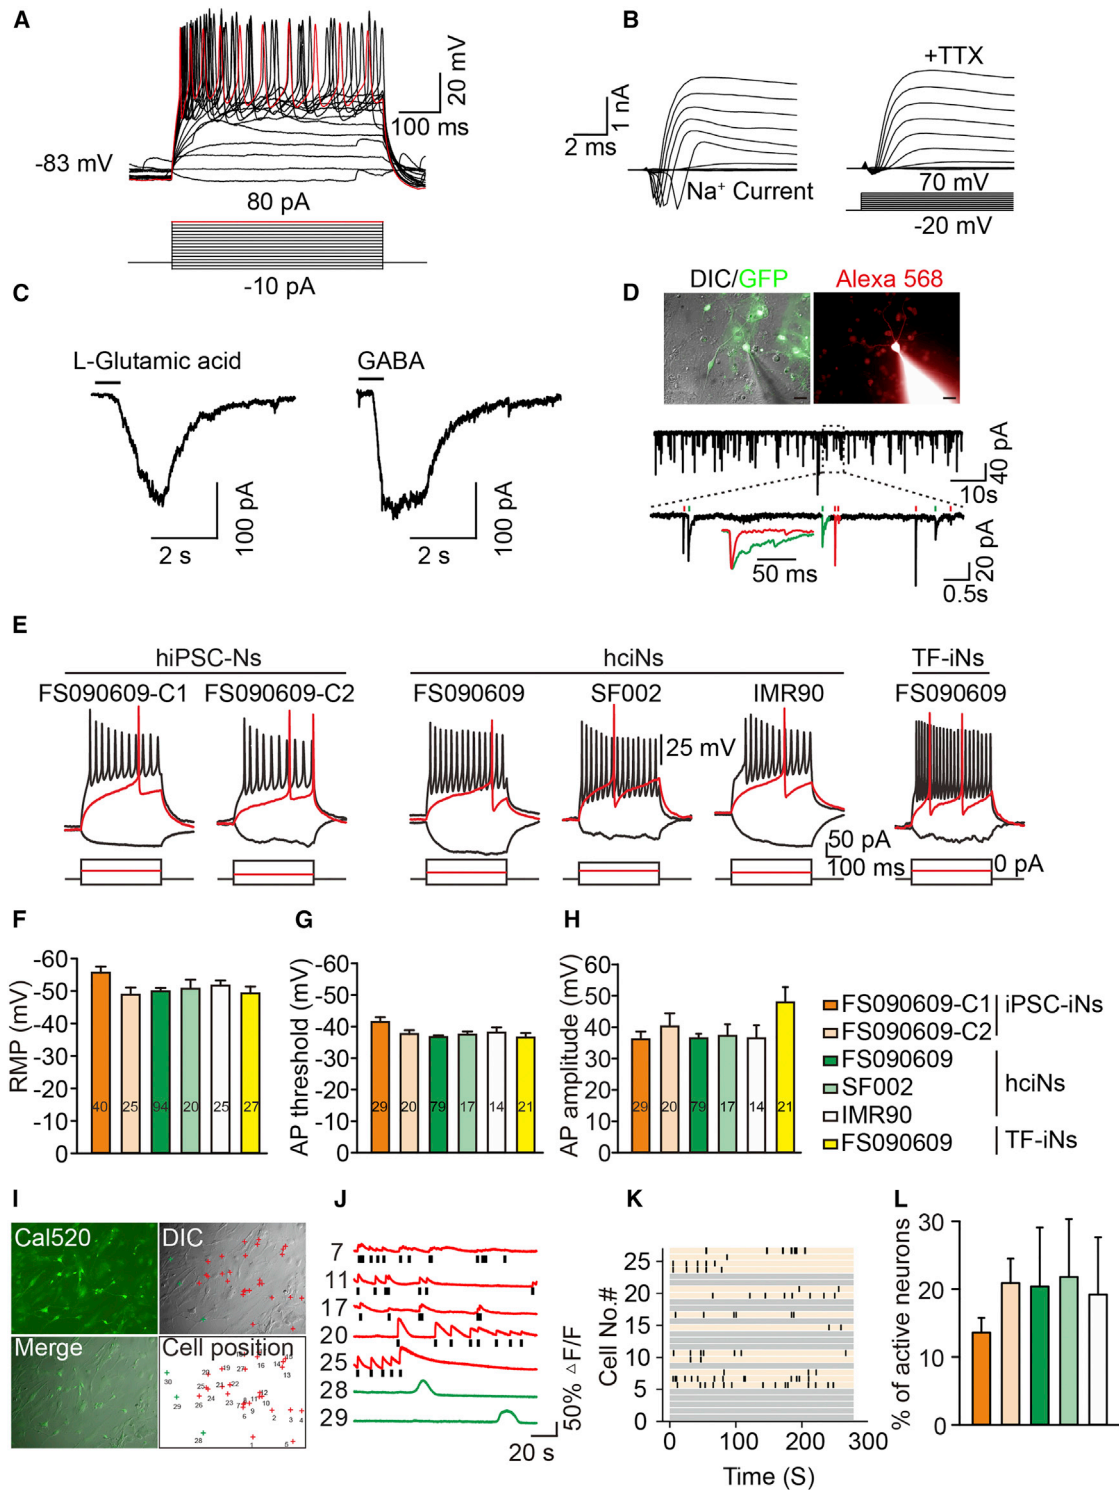 A
20 mV
100 ms
-83 mV
80 pA
-10 pA
B
+TTX
1 nA
2 ms
Na+ Current
70 mV
-20 mV
C
L-Glutamic acid
GABA
100 pA
2 s
100 pA
2 s
D
DIC/GFP
Alexa 568
40 pA
10s
50 ms
20 pA
0.5s
E
hiPSC-Ns
hciNs
TF-iNs
FS090609-C1
FS090609-C2
FS090609
SF002
IMR90
FS090609
25 mV
50 pA
100 ms
0 pA
F
RMP (mV)
-60
-50
-40
-30
-20
-10
0
40
25
94
20
25
27
G
AP threshold (mV)
-60
-50
-40
-30
-20
-10
0
29
20
79
17
14
21
H
AP amplitude (mV)
60
50
40
30
20
10
0
29
20
79
17
14
21
FS090609-C1
FS090609-C2
iPSC-iNs
FS090609
SF002
IMR90
hciNs
FS090609
TF-iNs
I
Cal520
DIC
Merge
Cell position
J
7
11
17
20
25
28
29
50% △F/F
20 s
K
Cell No.#
25
20
15
10
5
0
0
100
200
300
Time (S)
L
% of active neurons
30
20
10
0